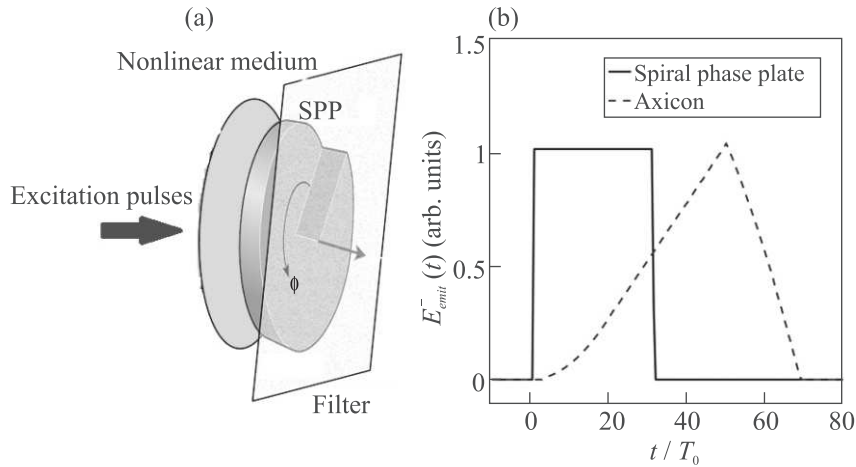 (a)
Nonlinear medium
SPP
Excitation pulses
ϕ
Filter
(b)
1.5
1
0.5
0
E⁻emit (t) (arb. units)
Spiral phase plate
Axicon
0 20 40 60 80
t / T₀